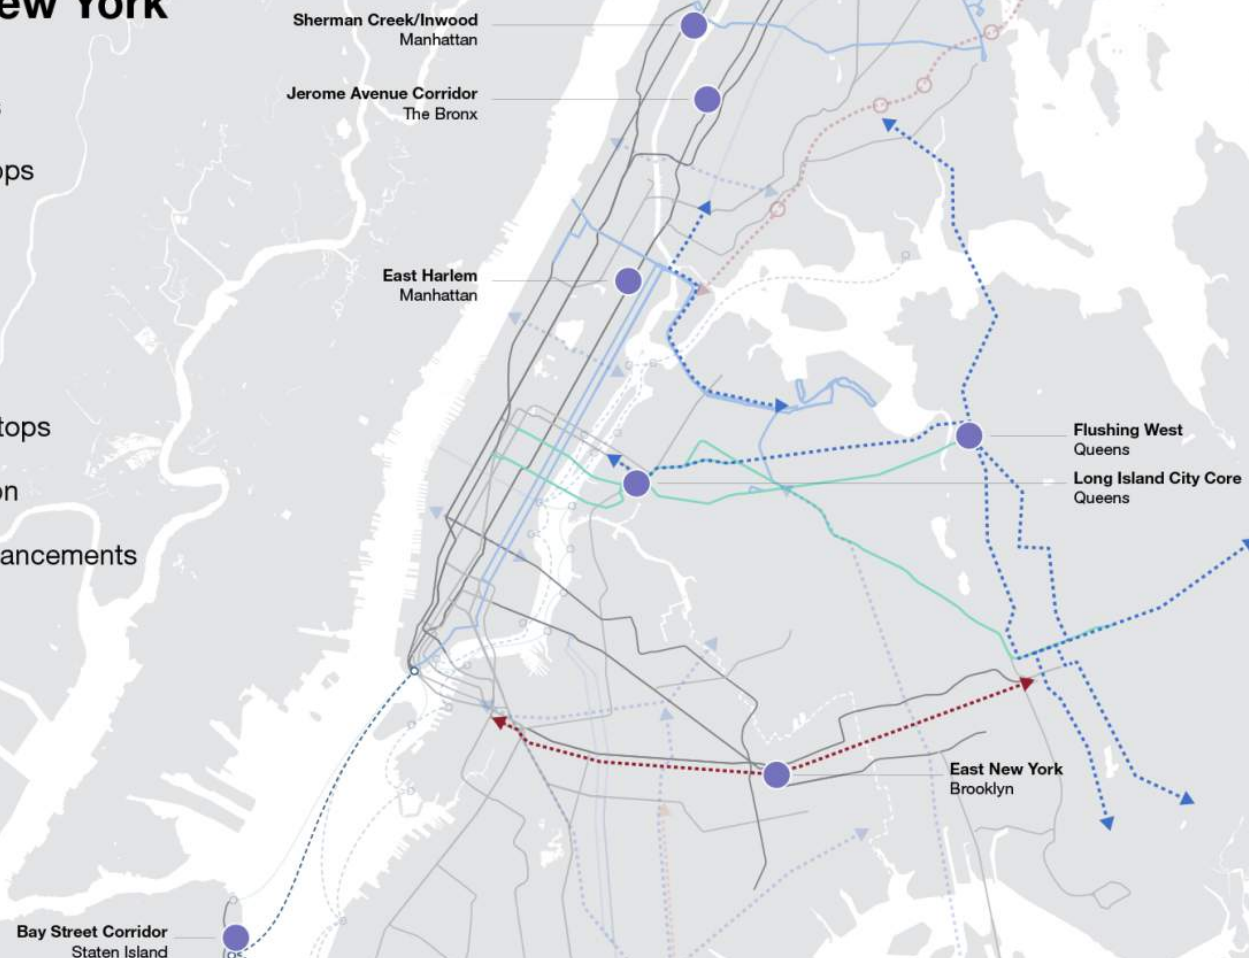 ew York
Sherman Creek/Inwood
Manhattan
Jerome Avenue Corridor
The Bronx
s
ops
East Harlem
Manhattan
tops
Flushing West
Queens
Long Island City Core
Queens
on
ancements
East New York
Brooklyn
Bay Street Corridor
Staten Island